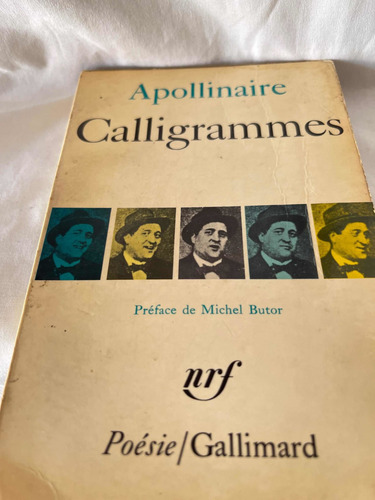 Apollinaire
Calligrammes
Préface de Michel Butor
nrf
Poésie/Gallimard